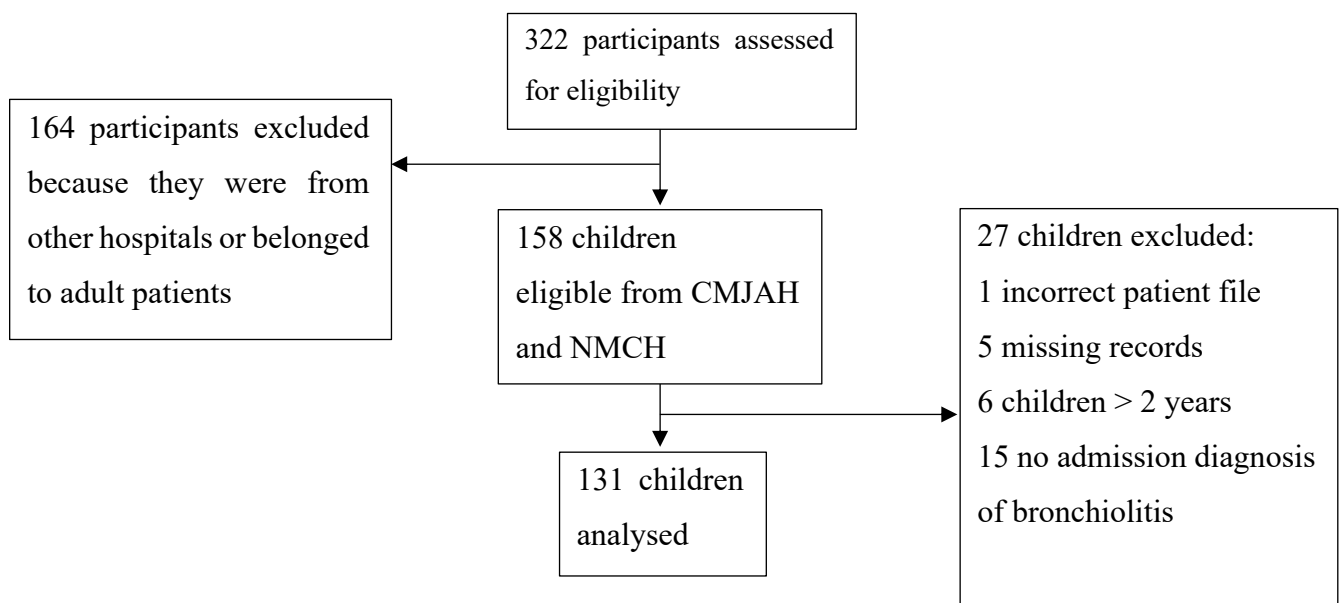 322 participants assessed
for eligibility
164 participants excluded
because they were from
other hospitals or belonged
to adult patients
158 children
eligible from CMJAH
and NMCH
27 children excluded:
1 incorrect patient file
5 missing records
6 children > 2 years
15 no admission diagnosis
of bronchiolitis
131 children
analysed